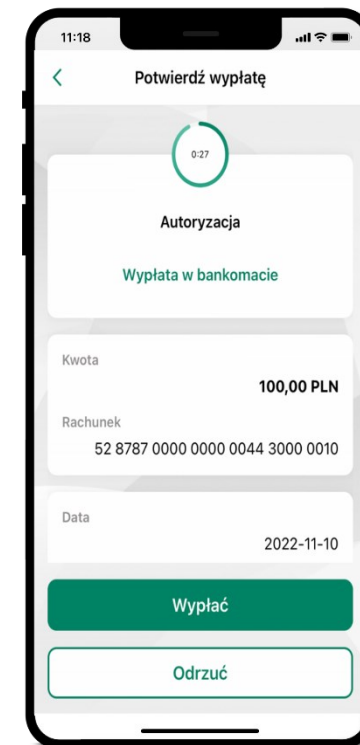 11:18
Potwierdź wypłatę
0:27
Autoryzacja
Wypłata w bankomacie
Kwota
100,00 PLN
Rachunek
52 8787 0000 0000 0044 3000 0010
Data
2022-11-10
Wypłać
Odrzuć